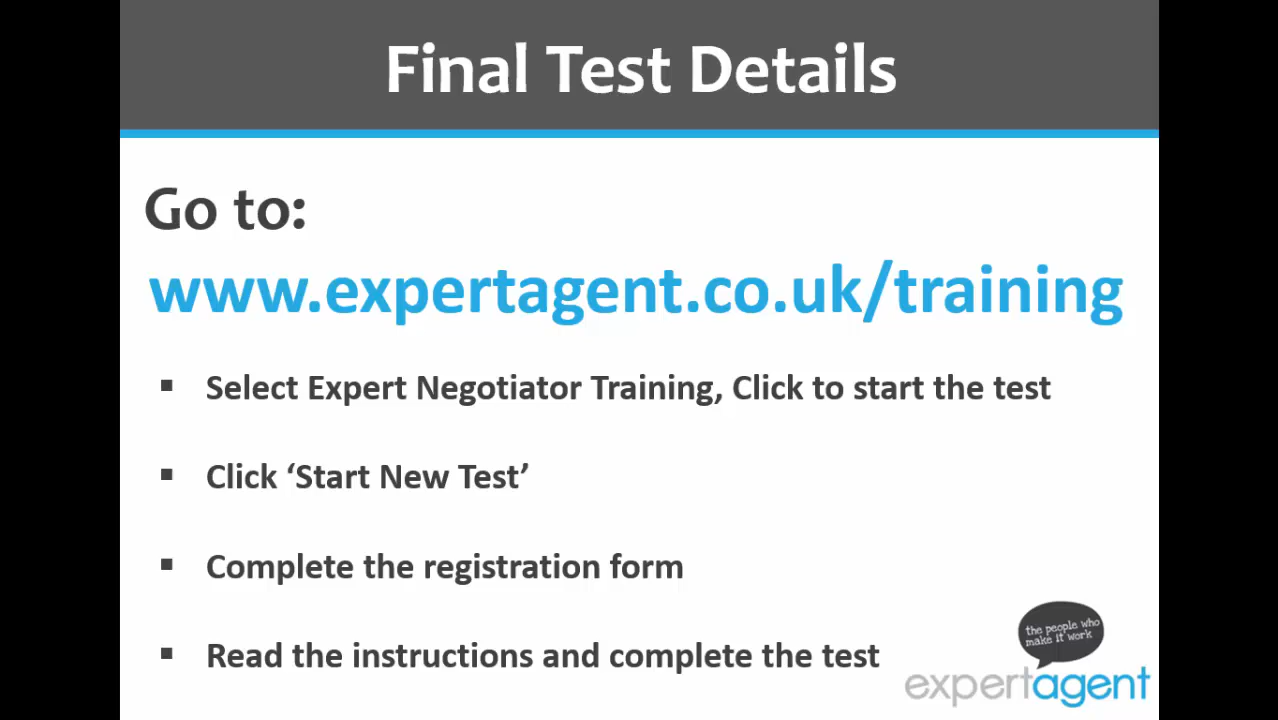 Final Test Details
Go to:
www.expertagent.co.uk/training
▪ Select Expert Negotiator Training, Click to start the test
▪ Click ‘Start New Test’
▪ Complete the registration form
▪ Read the instructions and complete the test
the people who
make it work
expertagent